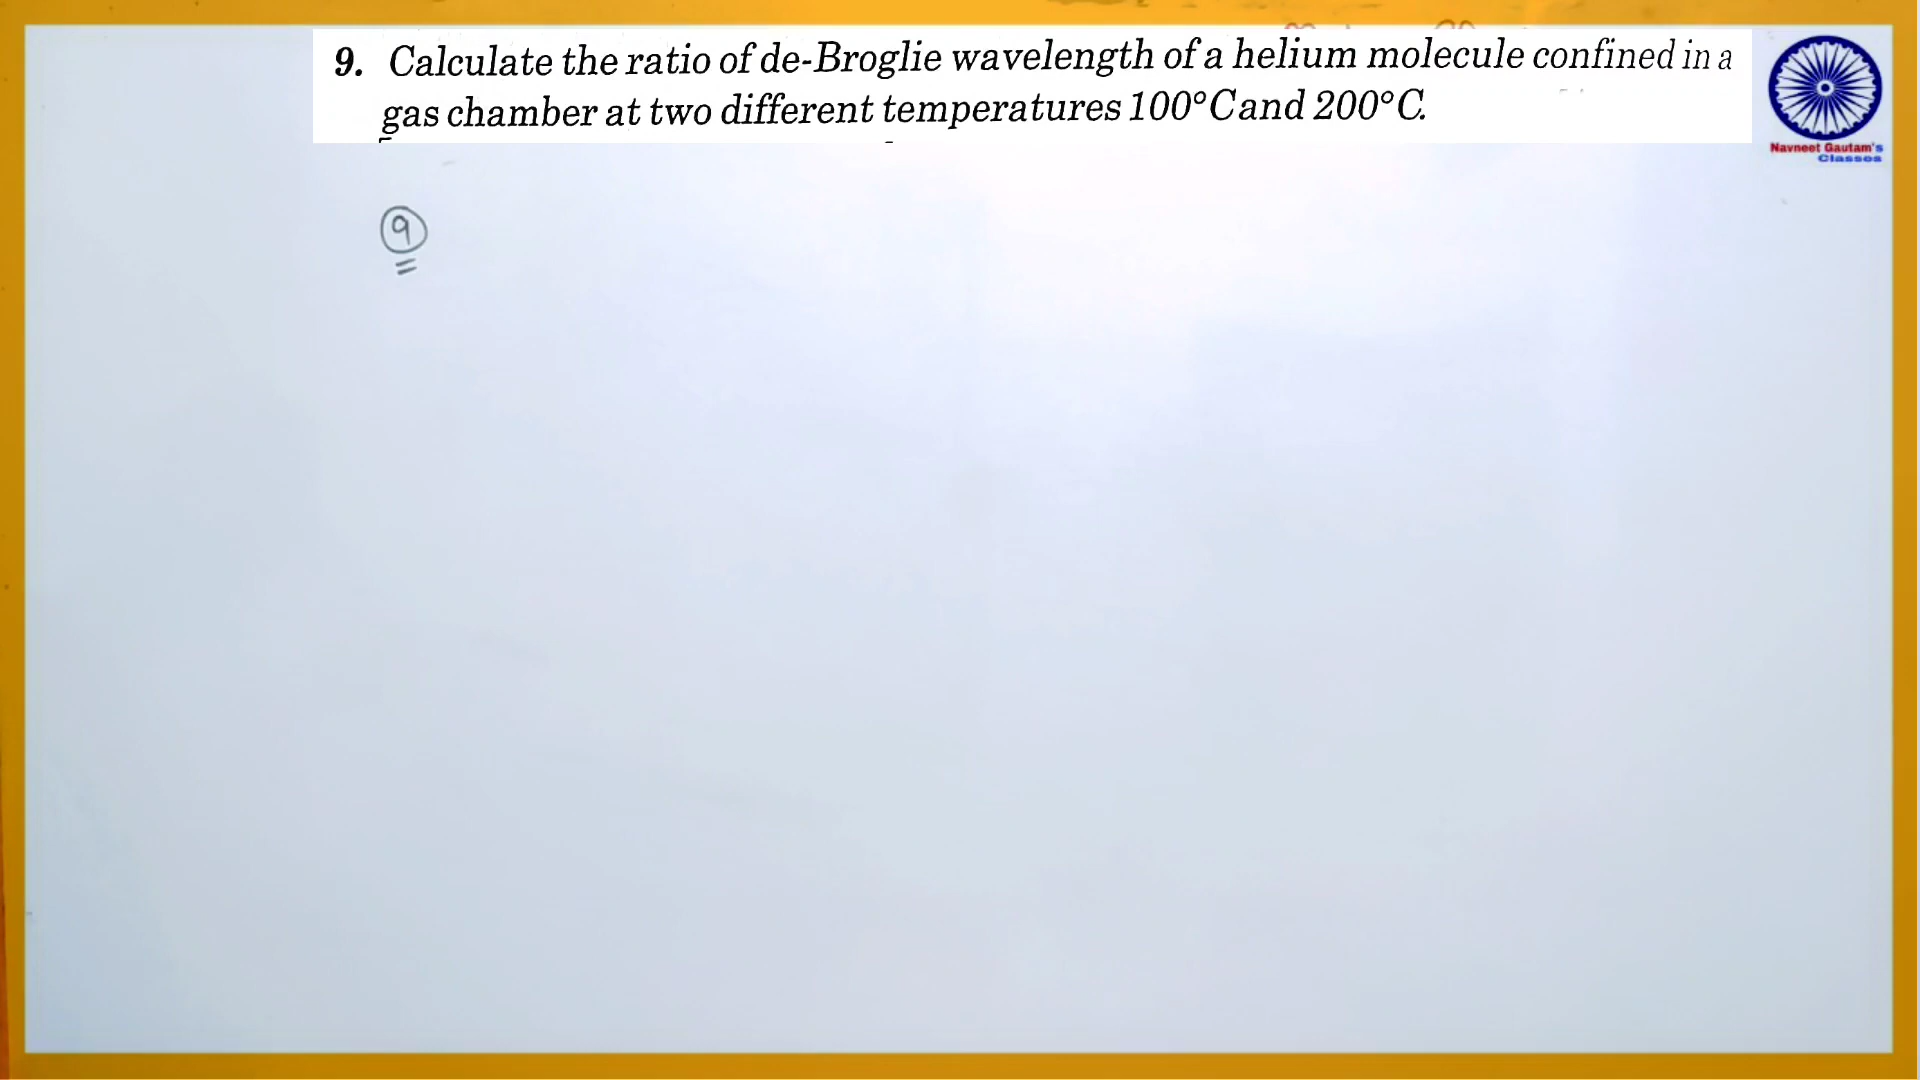 9. Calculate the ratio of de-Broglie wavelength of a helium molecule confined in a
gas chamber at two different temperatures 100°C and 200°C.
Navneet Gautam's
Classes
9